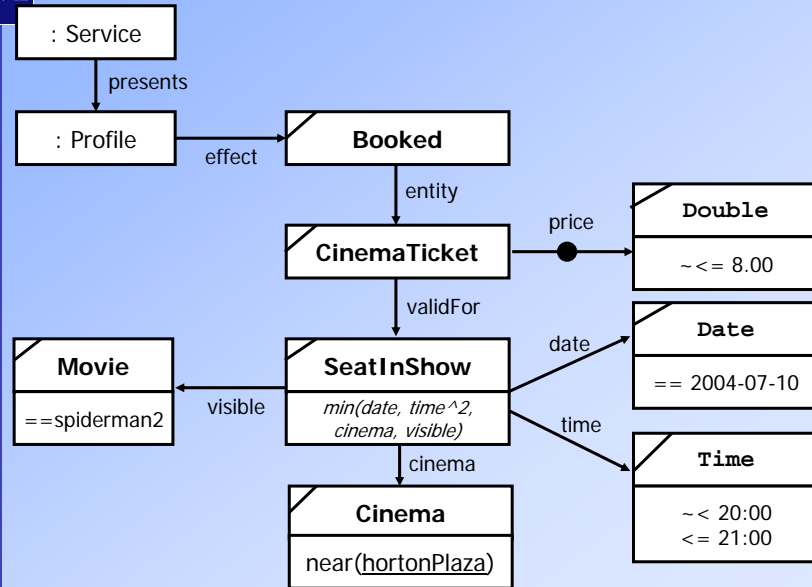 : Service
presents
: Profile
effect
Booked
entity
CinemaTicket
price
Double
~<= 8.00
validFor
Movie
==spiderman2
visible
SeatInShow
min(date, time^2,
cinema, visible)
date
Date
== 2004-07-10
time
Time
~< 20:00
<= 21:00
cinema
Cinema
near(hortonPlaza)